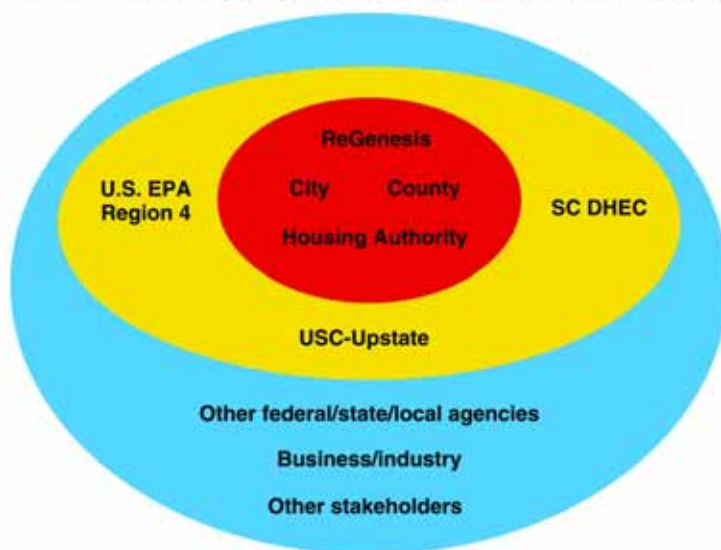 ReGenesis
City County
Housing Authority
U.S. EPA
Region 4
SC DHEC
USC-Upstate
Other federal/state/local agencies
Business/industry
Other stakeholders